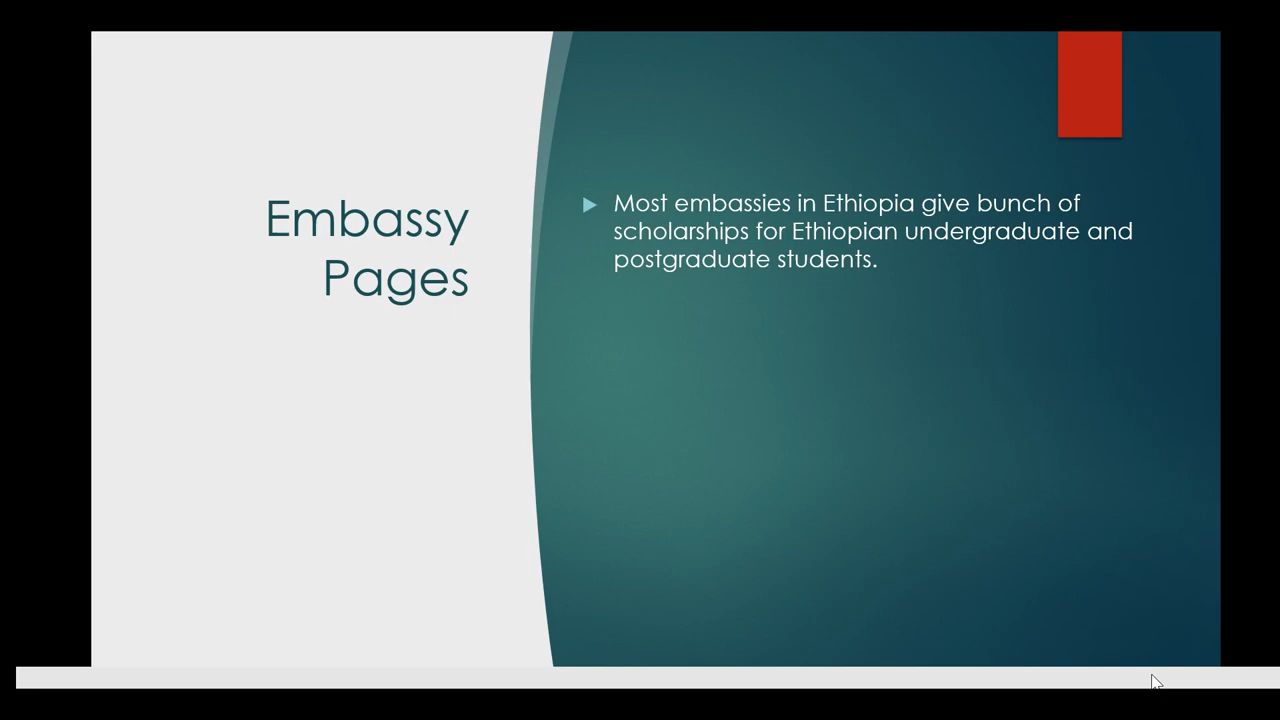 Embassy
Pages
Most embassies in Ethiopia give bunch of
scholarships for Ethiopian undergraduate and
postgraduate students.